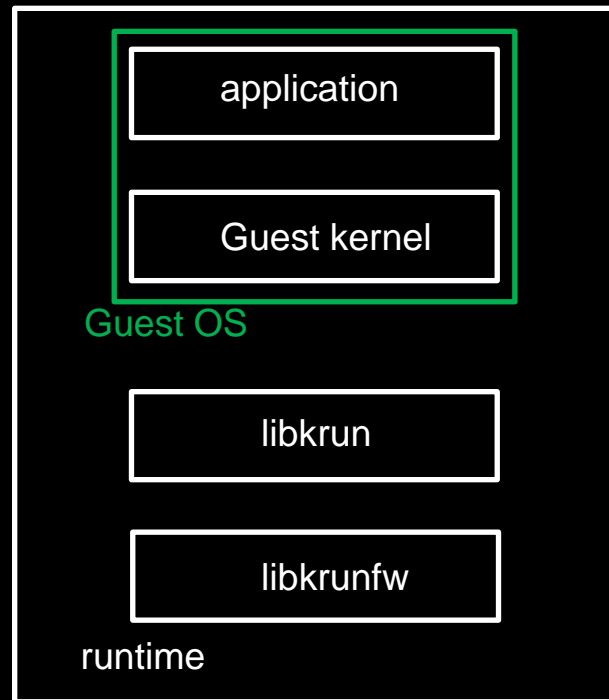 application
Guest kernel
Guest OS
libkrun
libkrunfw
runtime